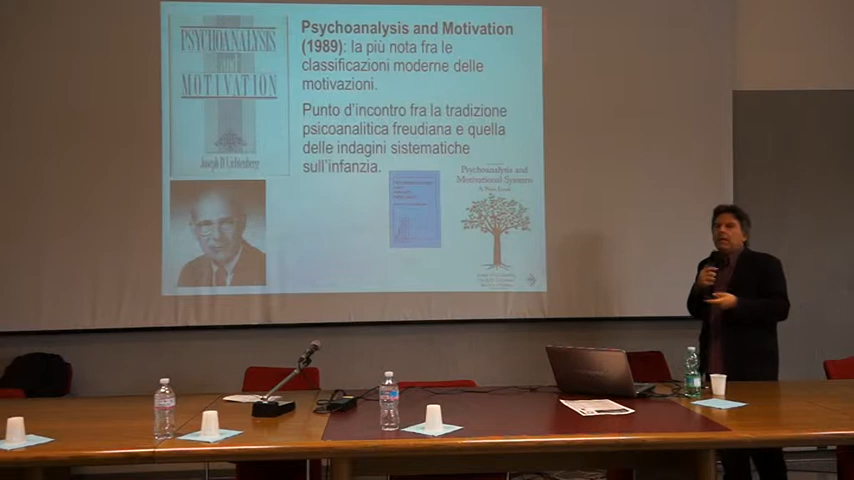 PSYCHOANALYSIS
AND
MOTIVATION
Joseph D. Lichtenberg
Psychoanalysis and Motivation
(1989): la più nota fra le
classificazioni moderne delle
motivazioni.
Punto d'incontro fra la tradizione
psicoanalitica freudiana e quella
delle indagini sistematiche
sull'infanzia.
Psychoanalysis and
Motivational Systems
A New Look